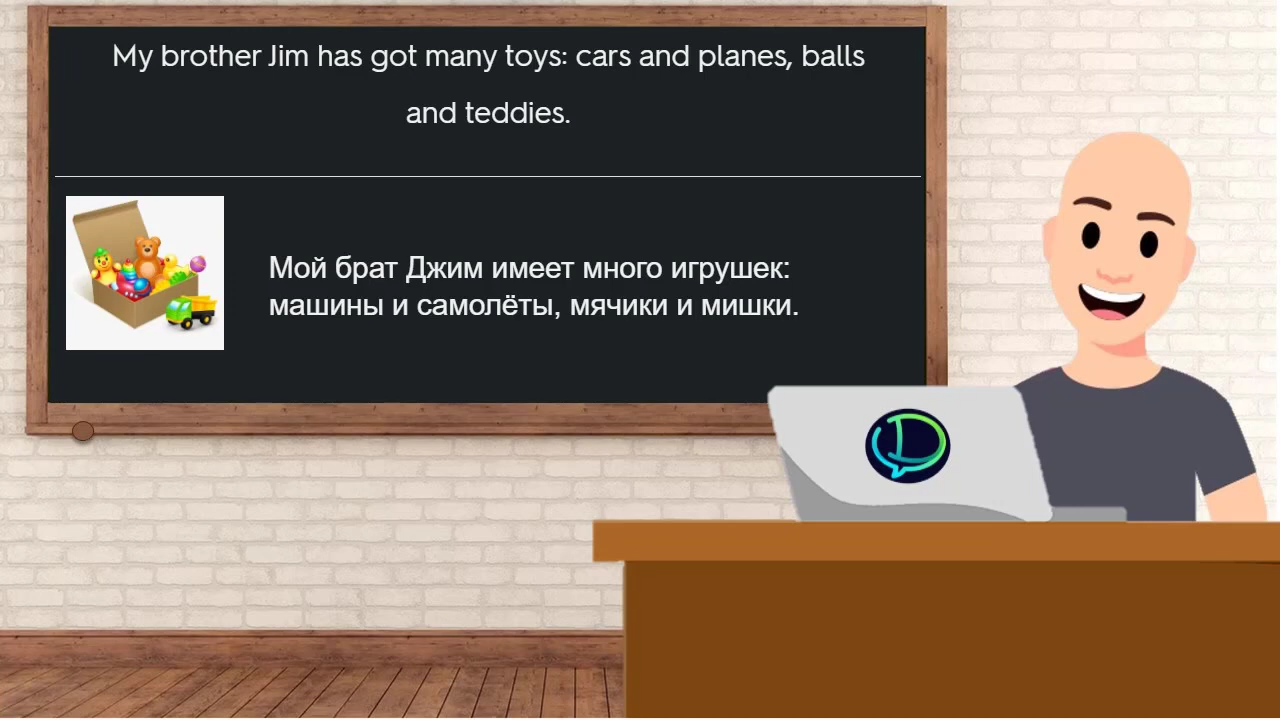 My brother Jim has got many toys: cars and planes, balls
and teddies.
Мой брат Джим имеет много игрушек:
машины и самолёты, мячики и мишки.